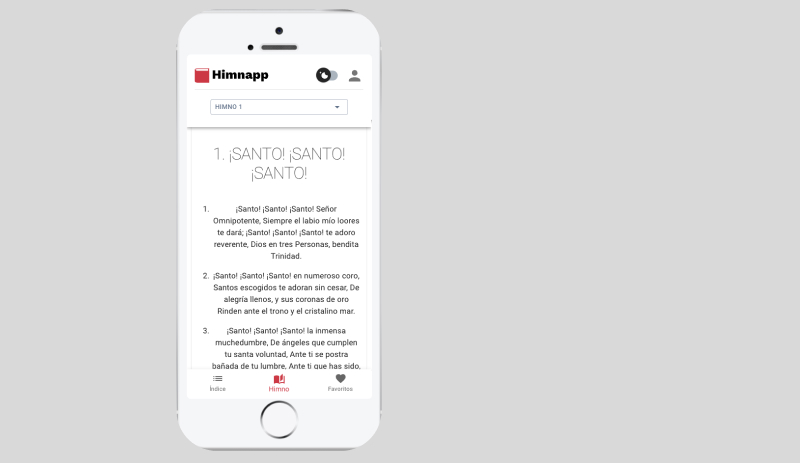 Himnapp
HIMNO 1
1. ¡SANTO! ¡SANTO!
¡SANTO!
1. ¡Santo! ¡Santo! ¡Santo! Señor
Omnipotente, Siempre el labio mío loores
te dará; ¡Santo! ¡Santo! ¡Santo! te adoro
reverente, Dios en tres Personas, bendita
Trinidad.
2. ¡Santo! ¡Santo! ¡Santo! en numeroso coro,
Santos escogidos te adoran sin cesar, De
alegría llenos, y sus coronas de oro
Rinden ante el trono y el cristalino mar.
3. ¡Santo! ¡Santo! ¡Santo! la inmensa
muchedumbre, De ángeles que cumplen
tu santa voluntad, Ante ti se postra
bañada de tu lumbre, Ante ti que has sido,
Índice
Himno
Favoritos